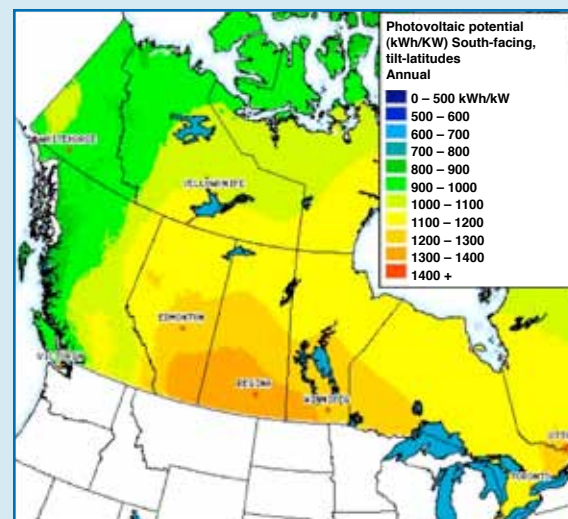 Photovoltaic potential
(kWh/KW) South-facing,
tilt-latitudes
Annual
0 – 500 kWh/kW
500 – 600
600 – 700
700 – 800
800 – 900
900 – 1000
1000 – 1100
1100 – 1200
1200 – 1300
1300 – 1400
1400 +
WHITEHORSE
YELLOWKNIFE
EDMONTON
VICTORIA
REGINA
WINNIPEG
OTT
TORONTO